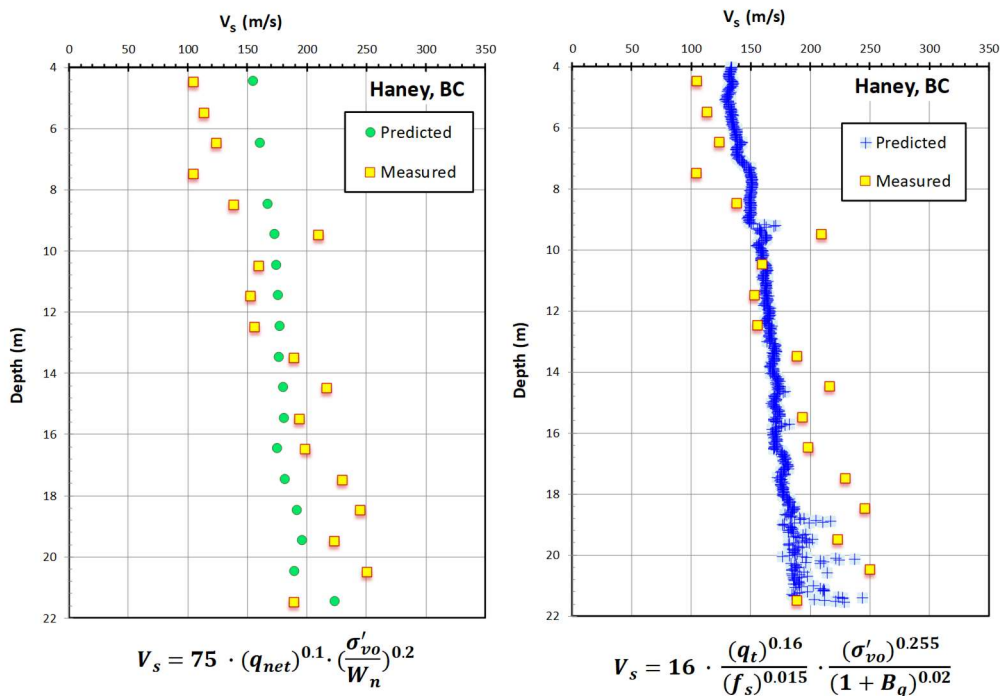 Vs (m/s)
0 50 100 150 200 250 300 350
4
6
8
10
12
14
16
18
20
22
Depth (m)
Haney, BC
Predicted
Measured
Vs = 75 · (qnet)^0.1 · (σ′vo / Wn)^0.2
Vs (m/s)
0 50 100 150 200 250 300 350
4
6
8
10
12
14
16
18
20
22
Depth (m)
Haney, BC
Predicted
Measured
Vs = 16 · (qt)^0.16 / (fs)^0.015 · (σ′vo)^0.255 / (1 + Bq)^0.02